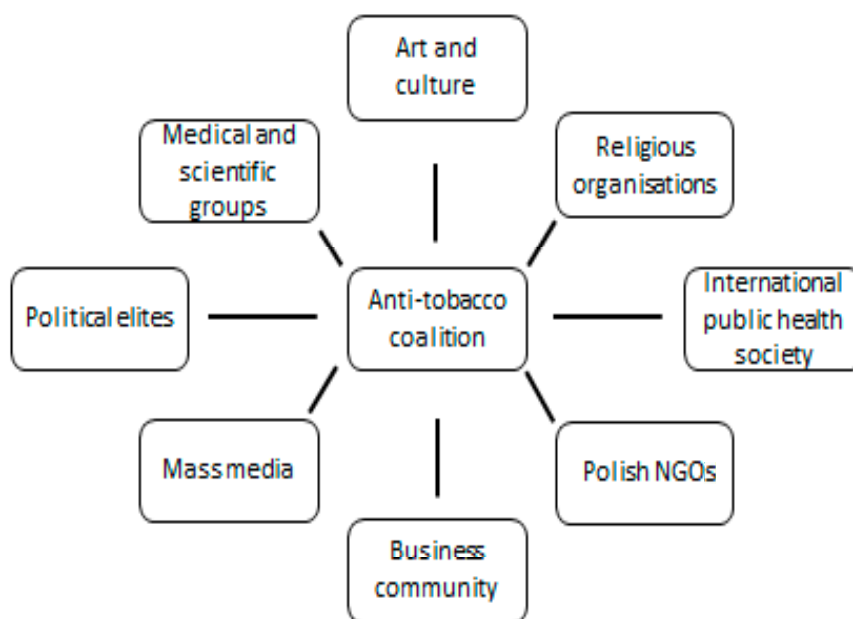 Art and
culture
Medical and
scientific
groups
Religious
organisations
Political elites
Anti-tobacco
coalition
International
public health
society
Mass media
Polish NGOs
Business
community